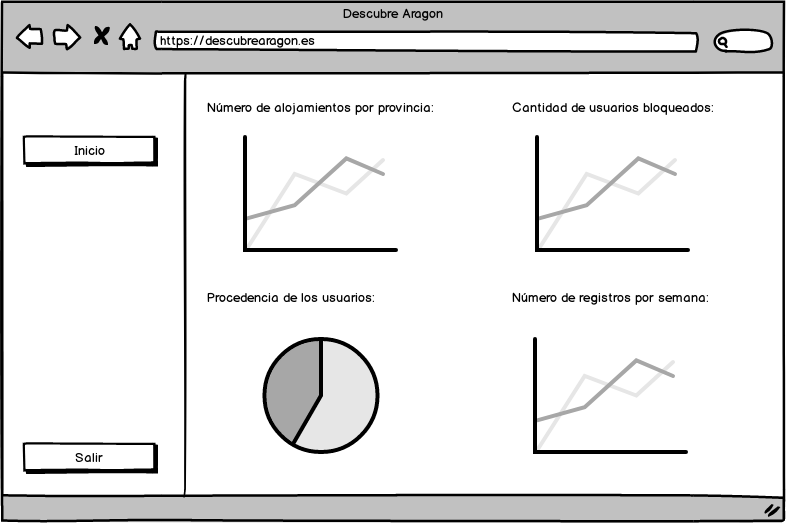 Descubre Aragon
https://descubrearagon.es
Inicio
Número de alojamientos por provincia:
Cantidad de usuarios bloqueados:
Procedencia de los usuarios:
Número de registros por semana:
Salir